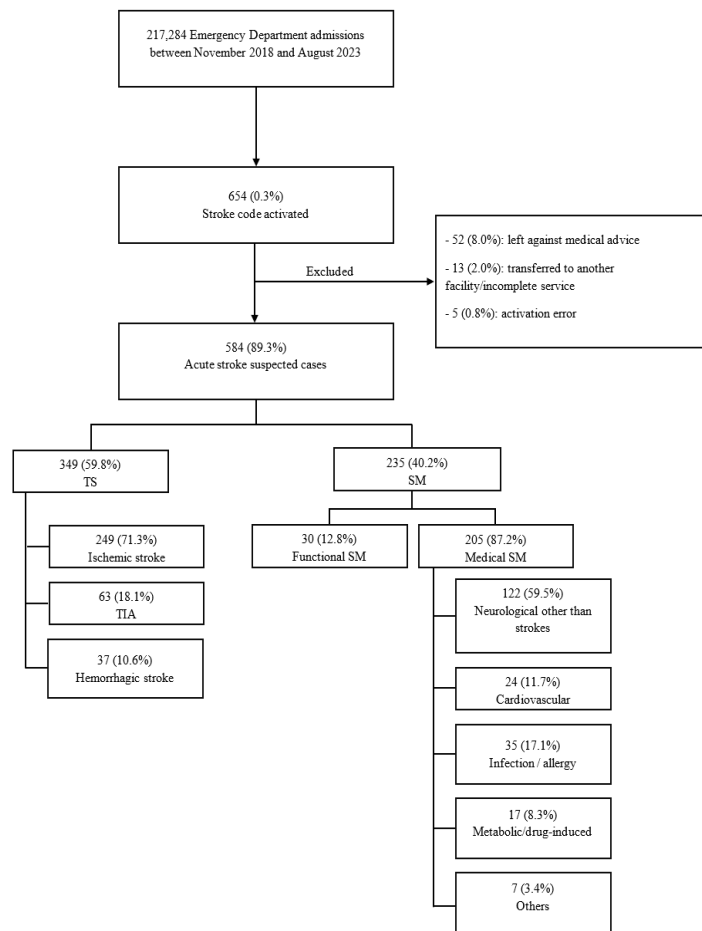 217,284 Emergency Department admissions
between November 2018 and August 2023
654 (0.3%)
Stroke code activated
Excluded
- 52 (8.0%): left against medical advice
- 13 (2.0%): transferred to another
facility/incomplete service
- 5 (0.8%): activation error
584 (89.3%)
Acute stroke suspected cases
349 (59.8%)
TS
249 (71.3%)
Ischemic stroke
63 (18.1%)
TIA
37 (10.6%)
Hemorrhagic stroke
235 (40.2%)
SM
30 (12.8%)
Functional SM
205 (87.2%)
Medical SM
122 (59.5%)
Neurological other than
strokes
24 (11.7%)
Cardiovascular
35 (17.1%)
Infection / allergy
17 (8.3%)
Metabolic/drug-induced
7 (3.4%)
Others